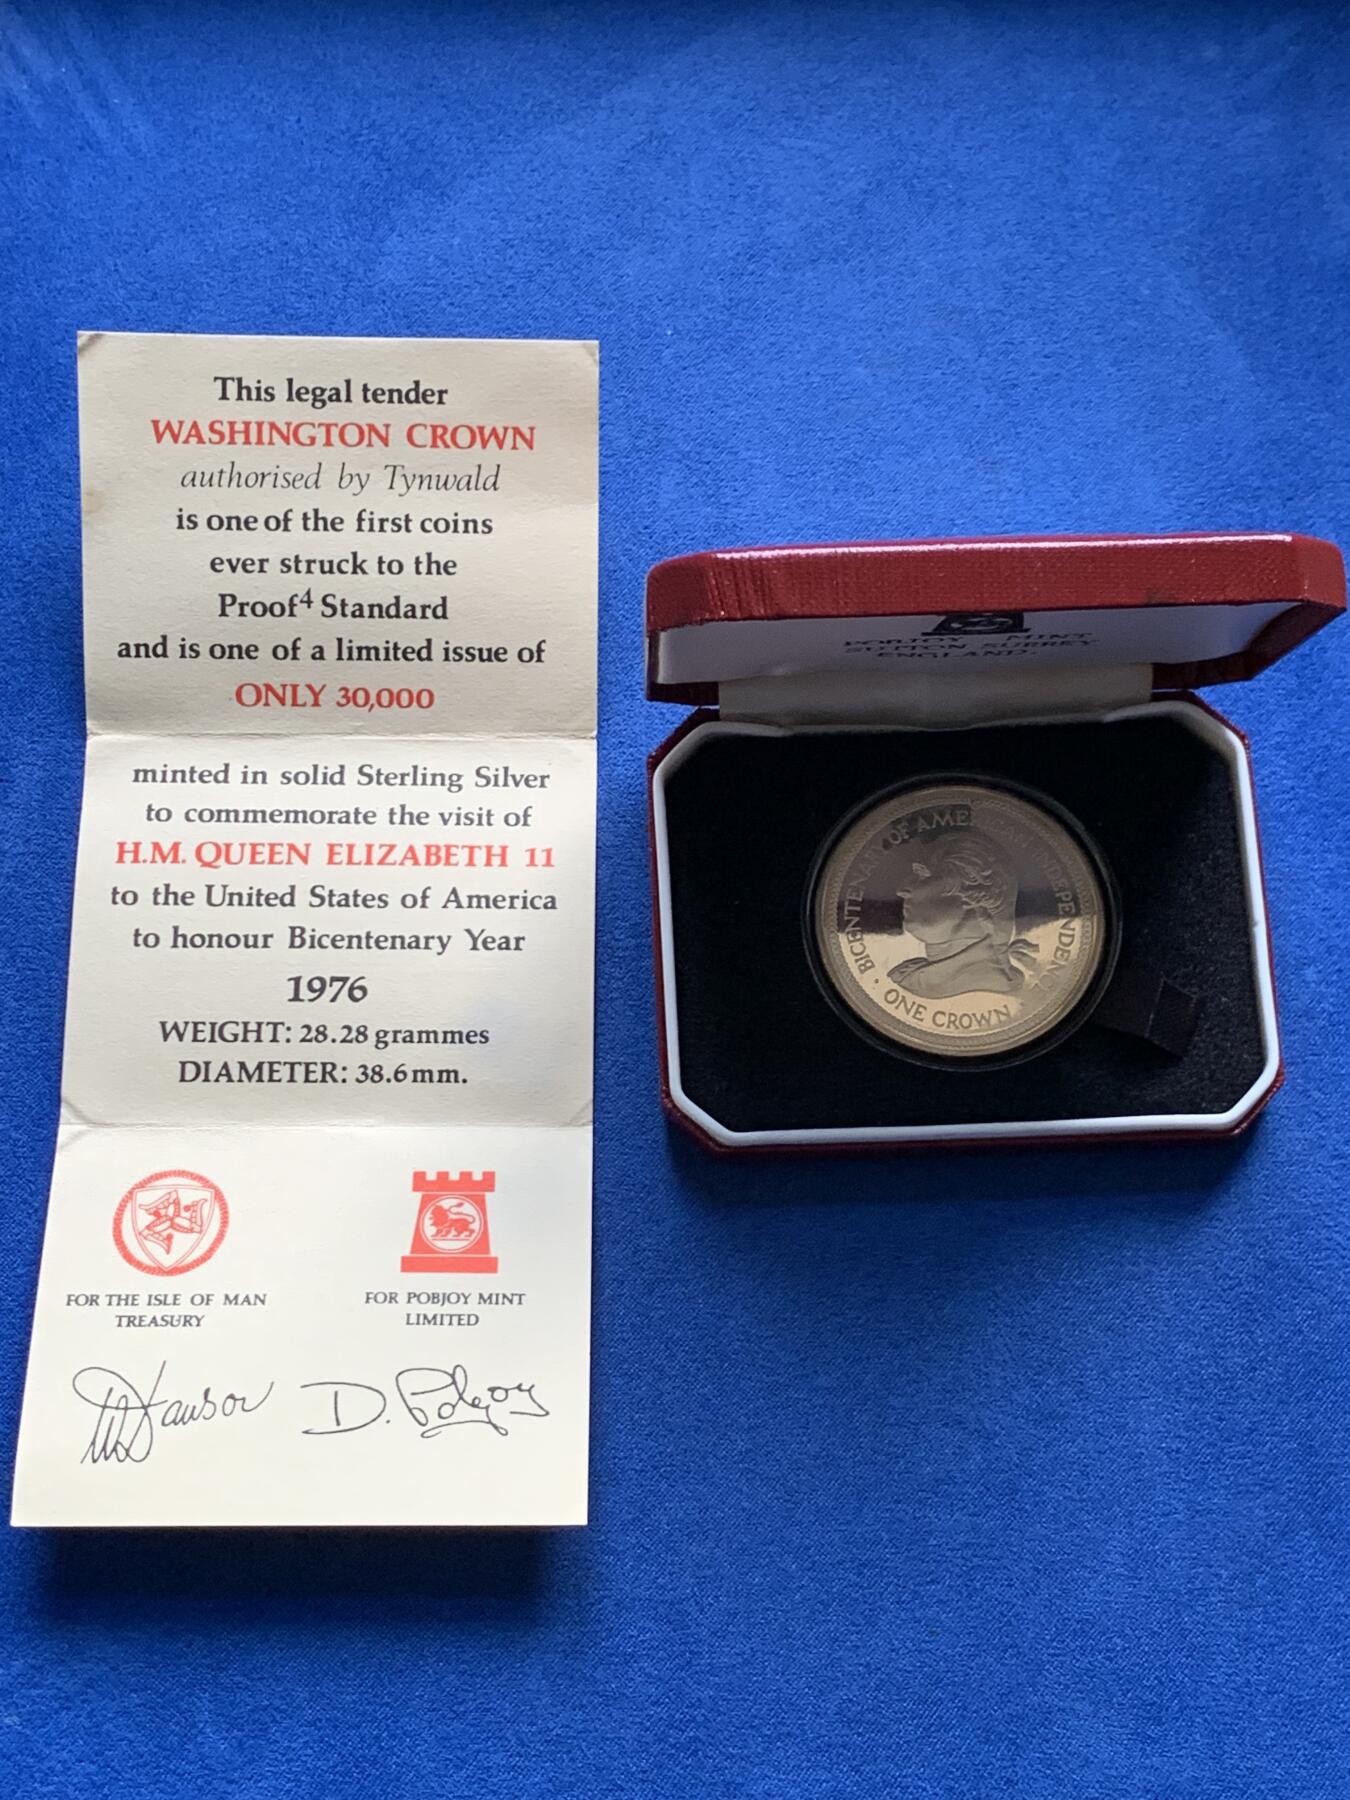 This legal tender
WASHINGTON CROWN
authorised by Tynwald
is one of the first coins
ever struck to the
Proof⁴ Standard
and is one of a limited issue of
ONLY 30,000
minted in solid Sterling Silver
to commemorate the visit of
H.M. QUEEN ELIZABETH 11
to the United States of America
to honour Bicentenary Year
1976
WEIGHT: 28.28 grammes
DIAMETER: 38.6mm.
FOR THE ISLE OF MAN
TREASURY
FOR POBJOY MINT
LIMITED
D. Pobjoy
POBJOY MINT
SUTTON SURREY
ENGLAND.
• BICENTENARY OF AMERICAN INDEPENDENCE •
ONE CROWN